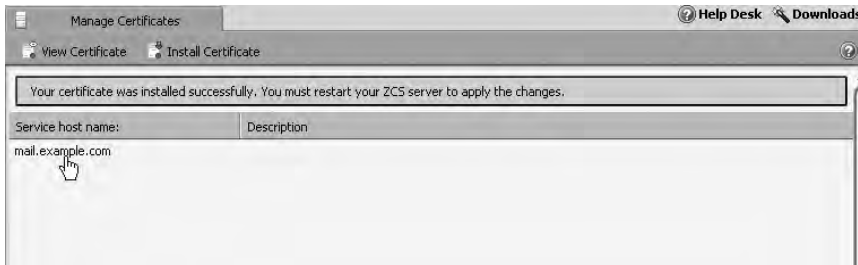 Manage Certificates
Help Desk Downloads
View Certificate Install Certificate
Your certificate was installed successfully. You must restart your ZCS server to apply the changes.
Service host name: Description
mail.example.com